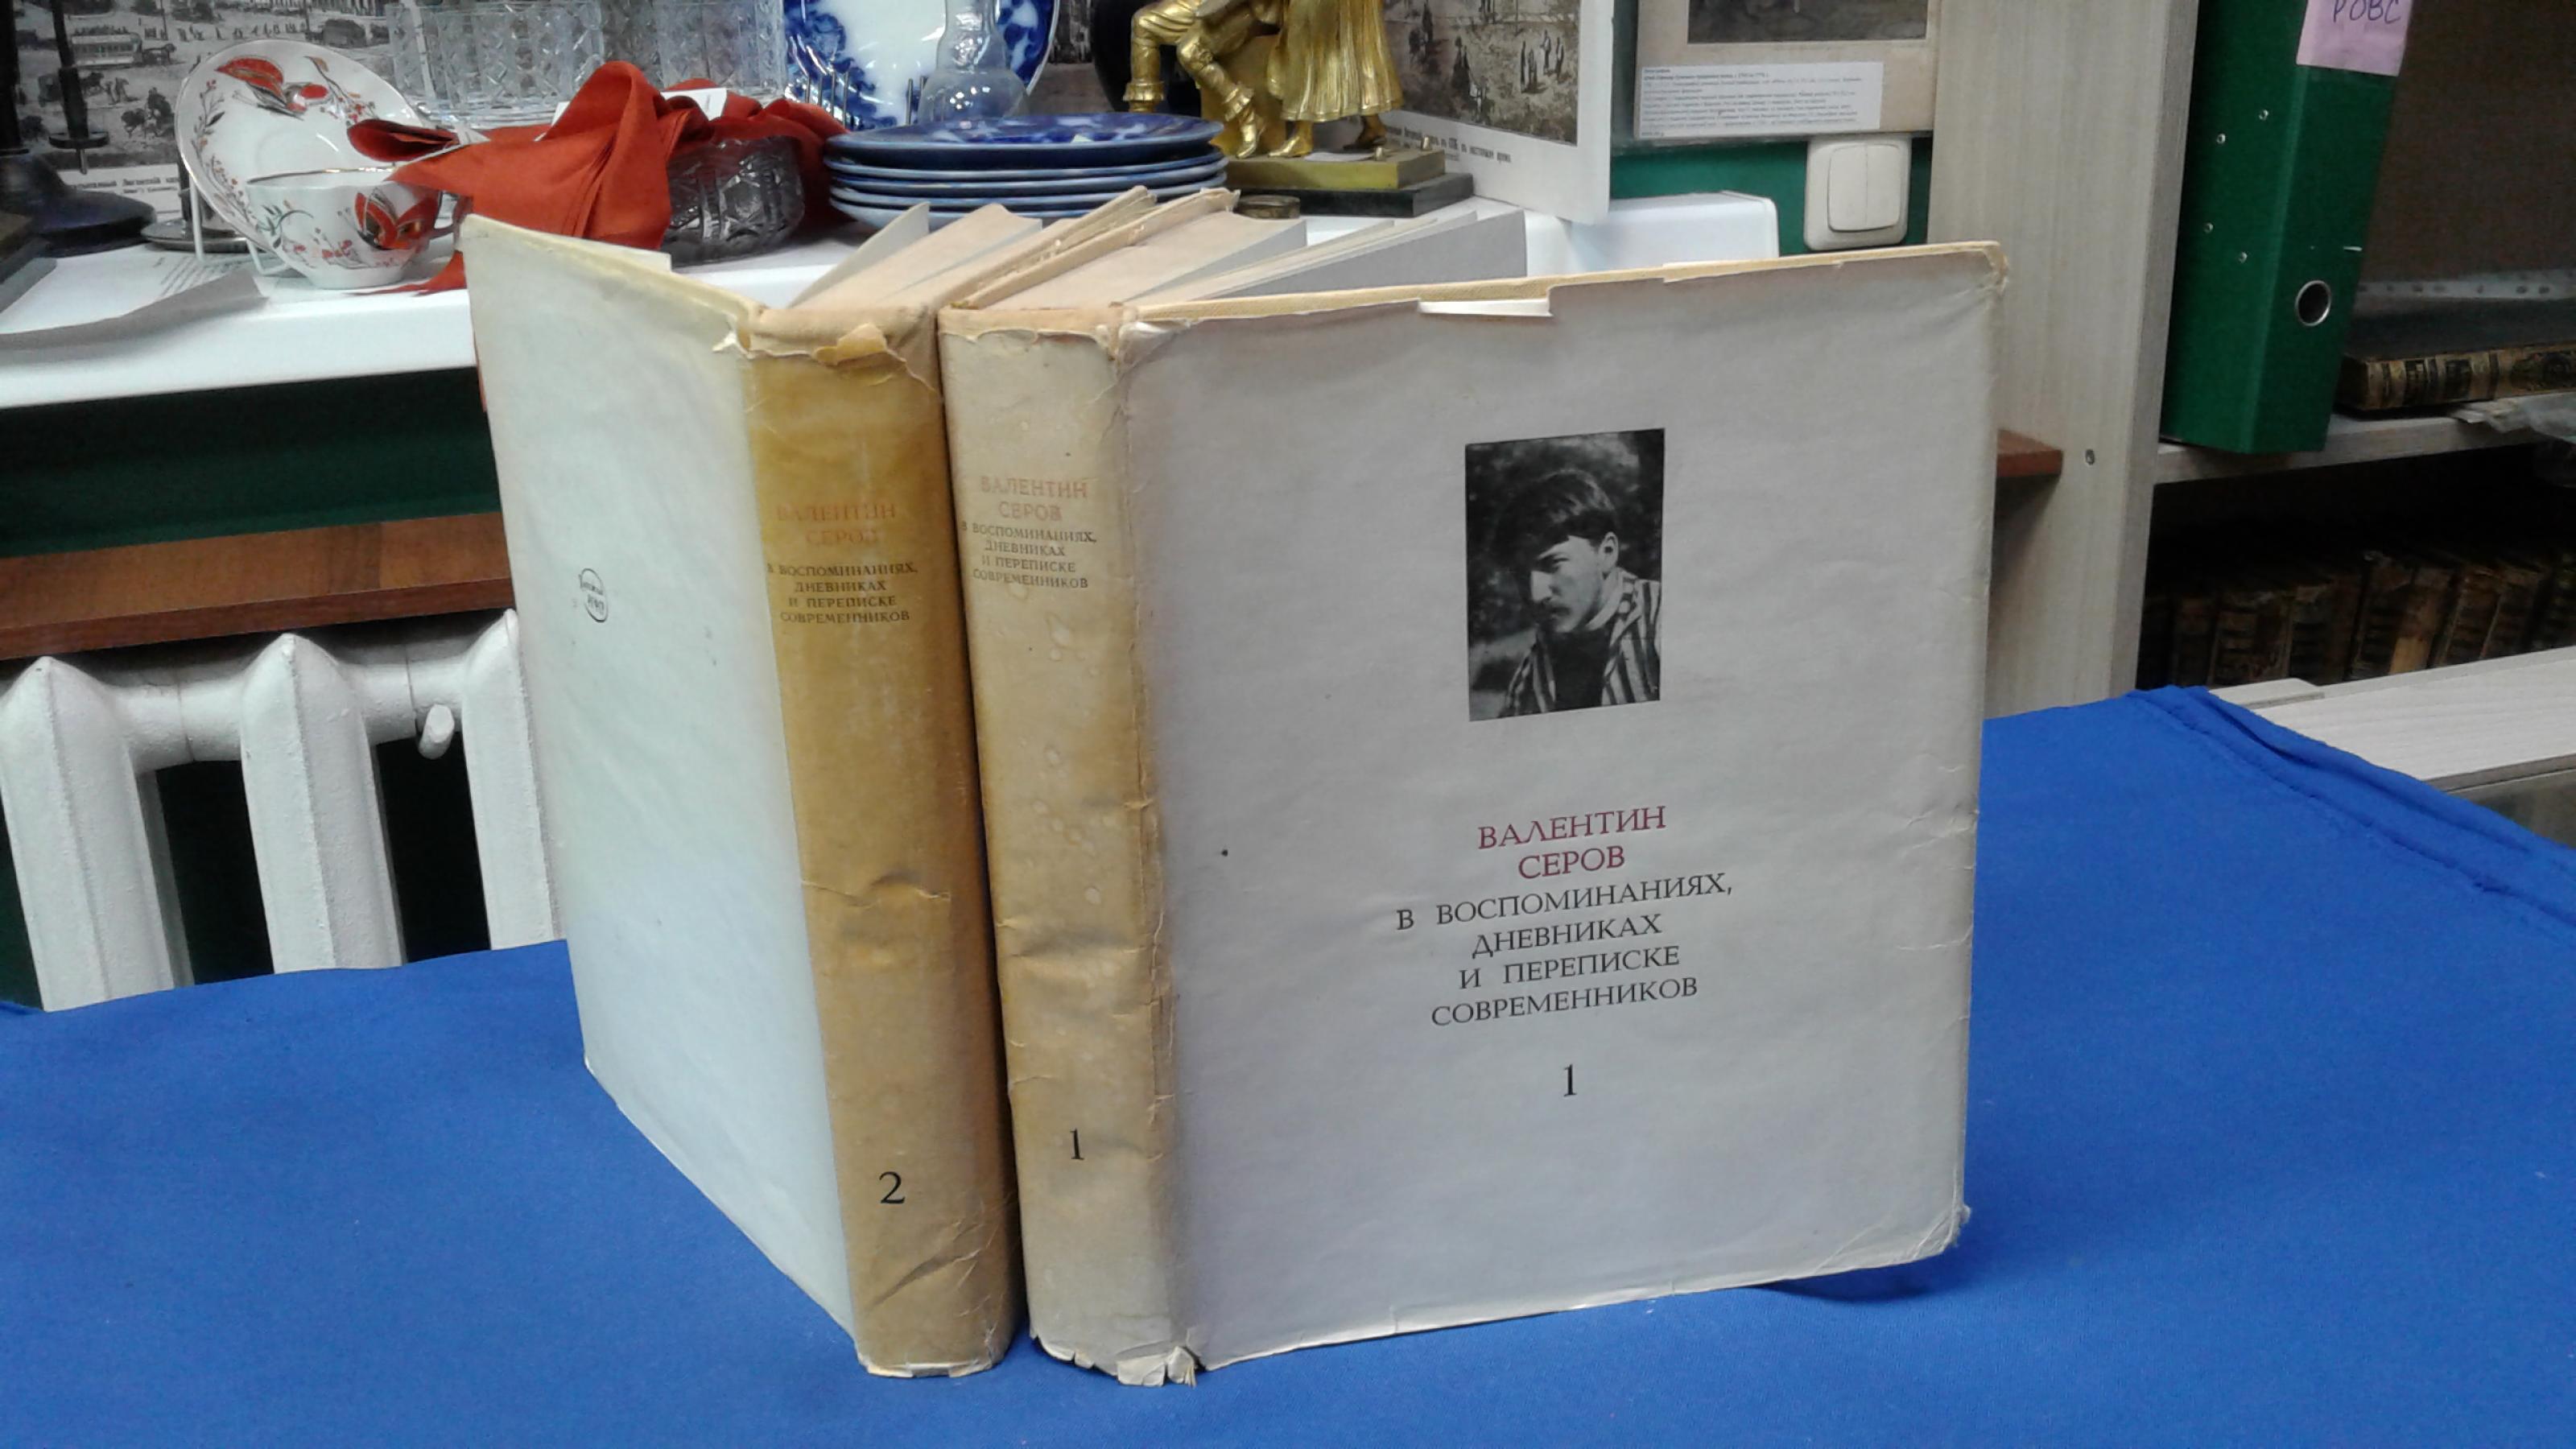 РОВС
ВАЛЕНТИН
СЕРОВ
В ВОСПОМИНАНИЯХ,
ДНЕВНИКАХ
И ПЕРЕПИСКЕ
СОВРЕМЕННИКОВ
2
ВАЛЕНТИН
СЕРОВ
В ВОСПОМИНАНИЯХ,
ДНЕВНИКАХ
И ПЕРЕПИСКЕ
СОВРЕМЕННИКОВ
1
ВАЛЕНТИН
СЕРОВ
В ВОСПОМИНАНИЯХ,
ДНЕВНИКАХ
И ПЕРЕПИСКЕ
СОВРЕМЕННИКОВ
1